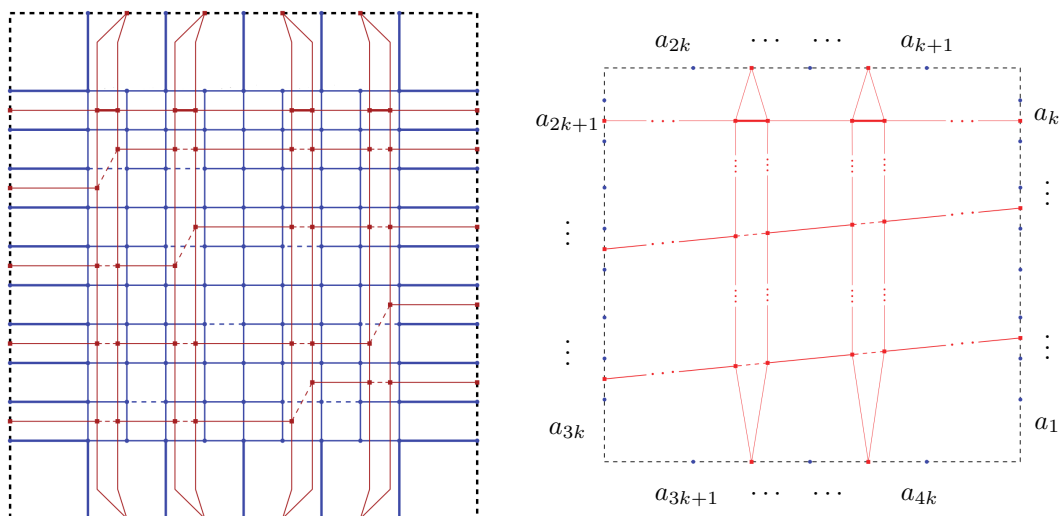 a_{2k} ··· ··· a_{k+1}
a_{2k+1} ··· ··· a_k
⋮ ⋮ ⋮
··· ···
⋮ ⋮ ⋮ ⋮ ⋮ ⋮
··· ···
a_{3k} a_1
a_{3k+1} ··· ··· a_{4k}